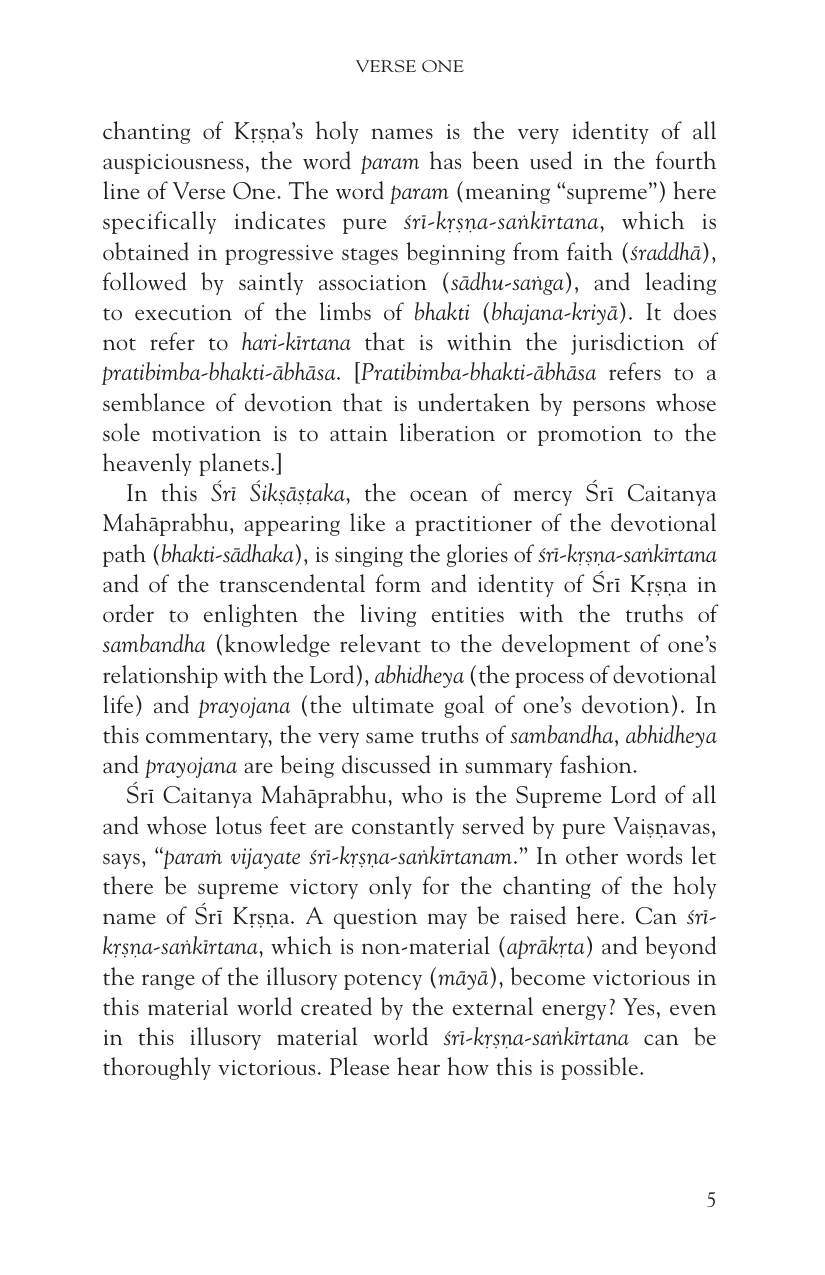 VERSE ONE
chanting of Kṛṣṇa’s holy names is the very identity of all
auspiciousness, the word param has been used in the fourth
line of Verse One. The word param (meaning “supreme”) here
specifically indicates pure śrī-kṛṣṇa-saṅkīrtana, which is
obtained in progressive stages beginning from faith (śraddhā),
followed by saintly association (sādhu-saṅga), and leading
to execution of the limbs of bhakti (bhajana-kriyā). It does
not refer to hari-kīrtana that is within the jurisdiction of
pratibimba-bhakti-ābhāsa. [Pratibimba-bhakti-ābhāsa refers to a
semblance of devotion that is undertaken by persons whose
sole motivation is to attain liberation or promotion to the
heavenly planets.]
In this Śrī Śikṣāṣṭaka, the ocean of mercy Śrī Caitanya
Mahāprabhu, appearing like a practitioner of the devotional
path (bhakti-sādhaka), is singing the glories of śrī-kṛṣṇa-saṅkīrtana
and of the transcendental form and identity of Śrī Kṛṣṇa in
order to enlighten the living entities with the truths of
sambandha (knowledge relevant to the development of one’s
relationship with the Lord), abhidheya (the process of devotional
life) and prayojana (the ultimate goal of one’s devotion). In
this commentary, the very same truths of sambandha, abhidheya
and prayojana are being discussed in summary fashion.
Śrī Caitanya Mahāprabhu, who is the Supreme Lord of all
and whose lotus feet are constantly served by pure Vaiṣṇavas,
says, “paraṁ vijayate śrī-kṛṣṇa-saṅkīrtanam.” In other words let
there be supreme victory only for the chanting of the holy
name of Śrī Kṛṣṇa. A question may be raised here. Can śrī-
kṛṣṇa-saṅkīrtana, which is non-material (aprākṛta) and beyond
the range of the illusory potency (māyā), become victorious in
this material world created by the external energy? Yes, even
in this illusory material world śrī-kṛṣṇa-saṅkīrtana can be
thoroughly victorious. Please hear how this is possible.
5